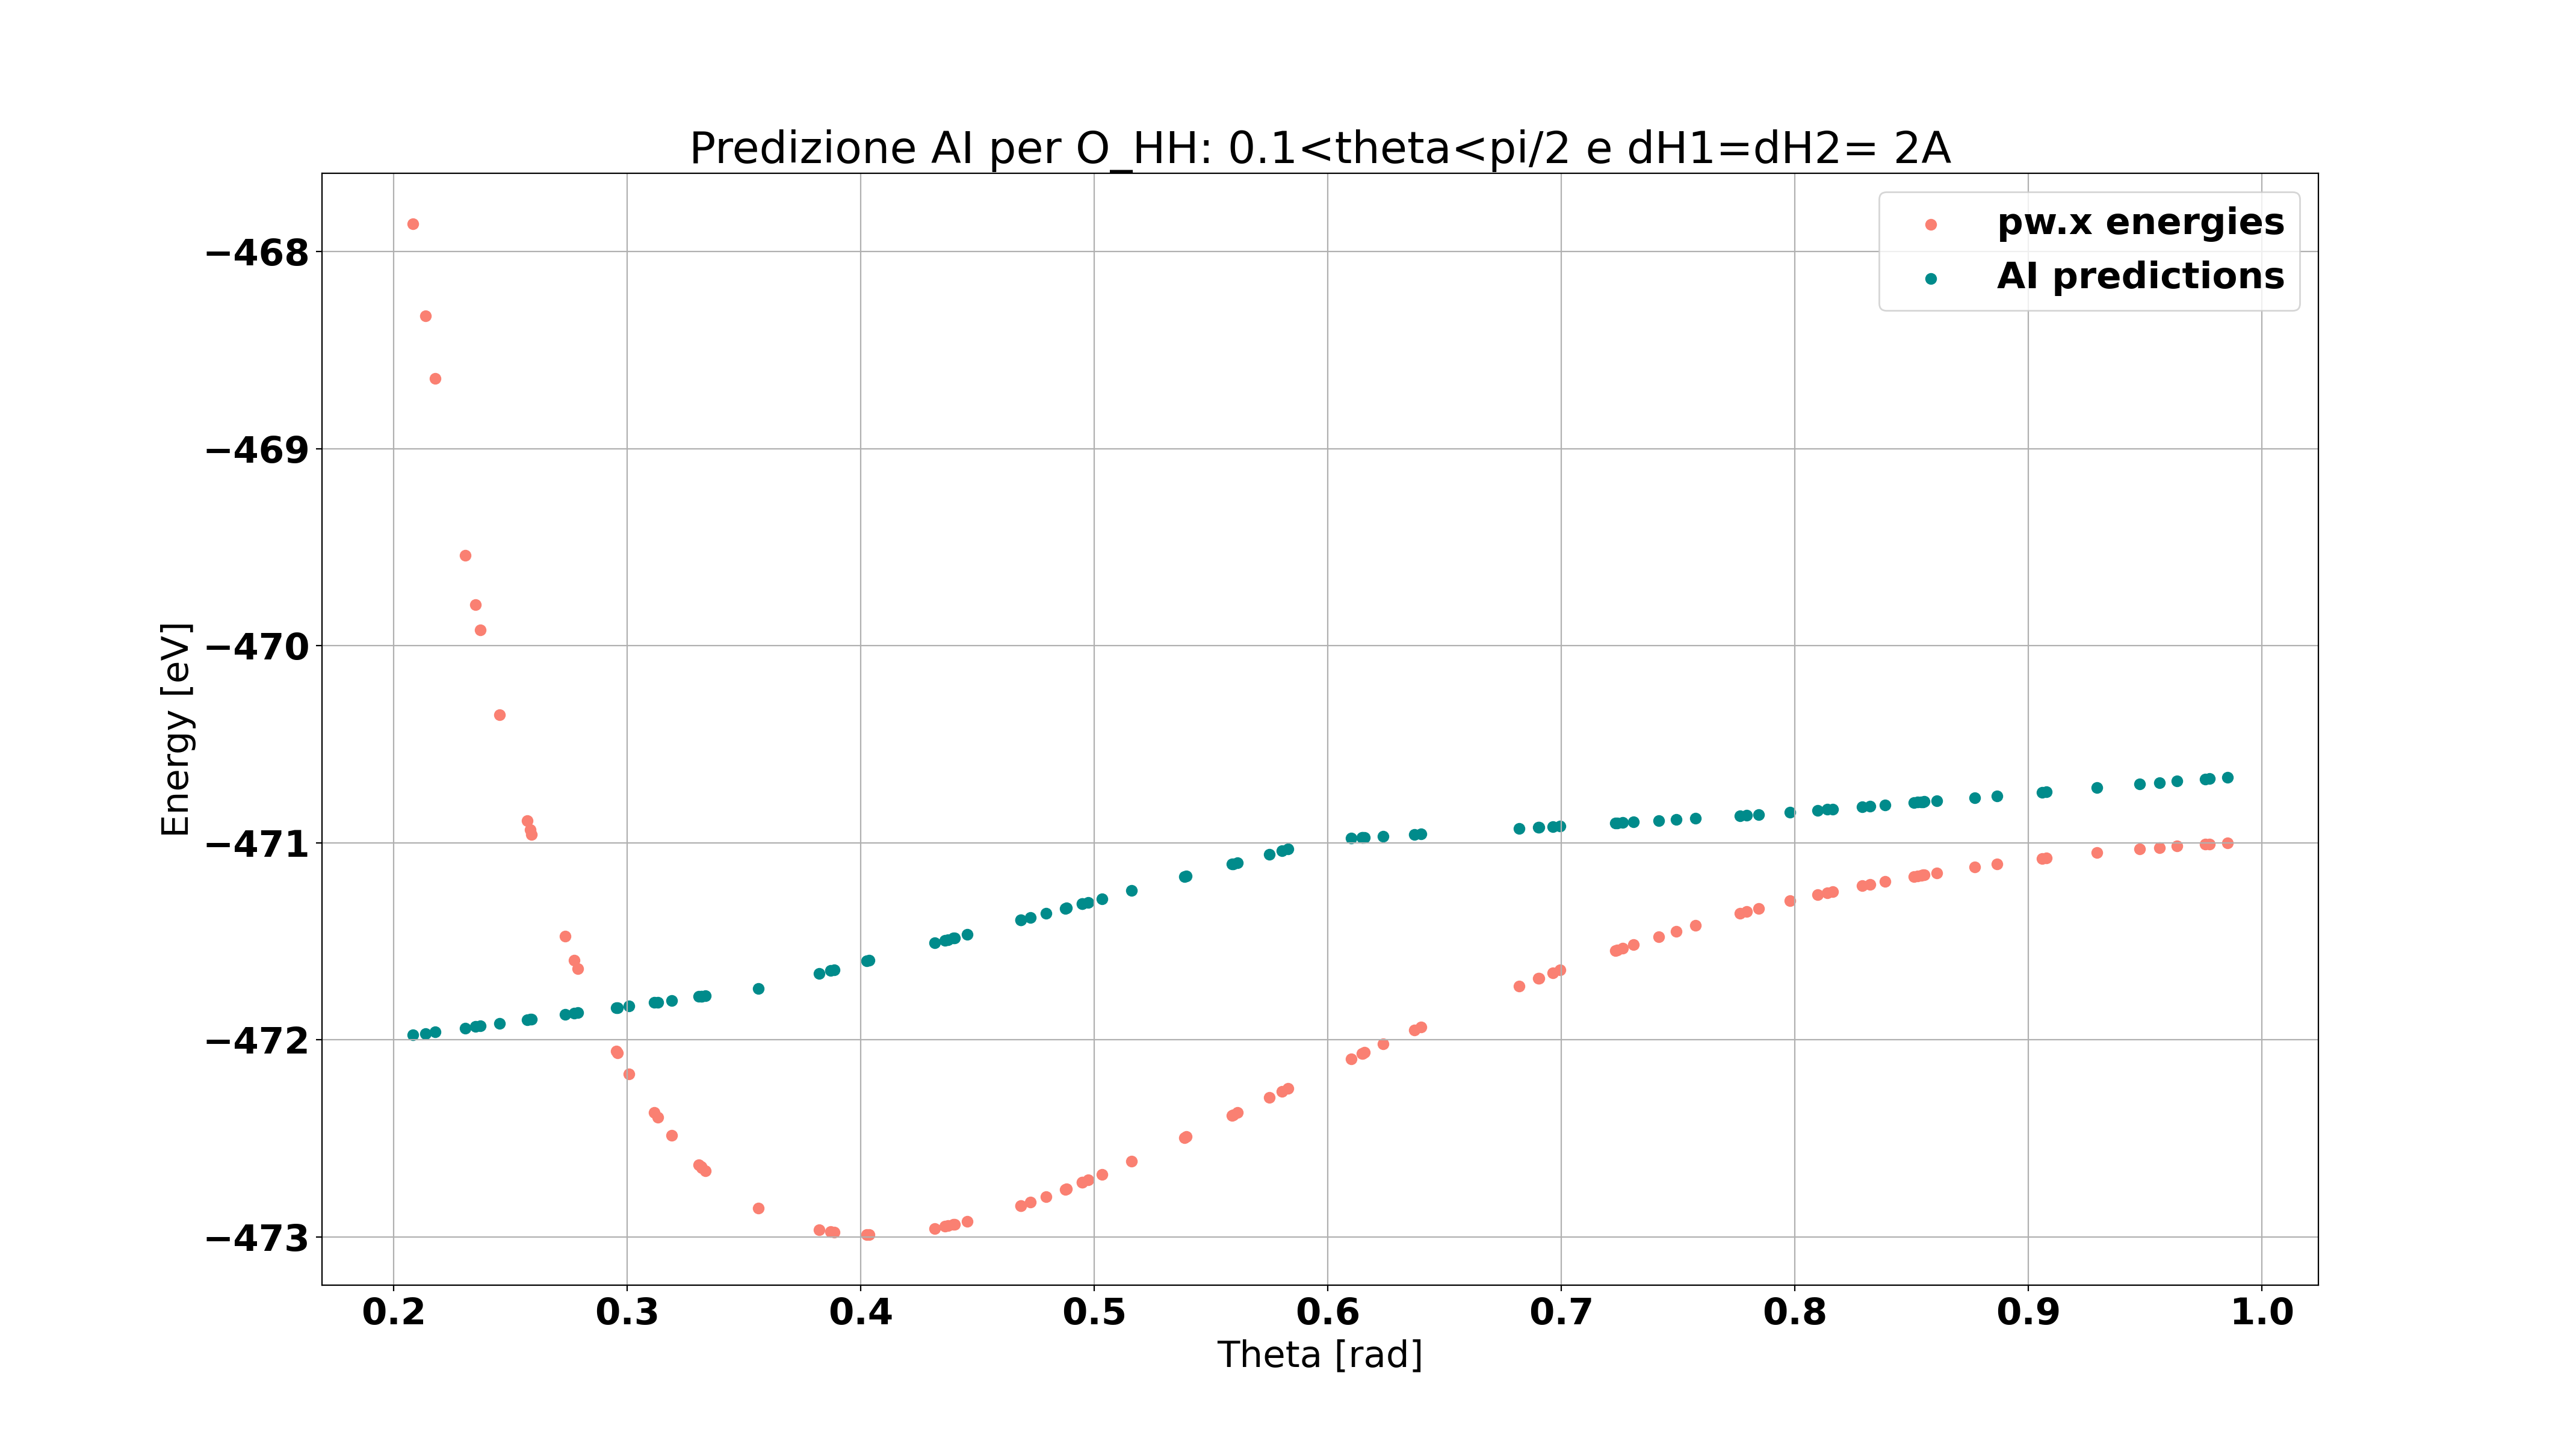 Predizione AI per O_HH: 0.1<theta<pi/2 e dH1=dH2= 2A
pw.x energies
AI predictions
Energy [eV]
−468
−469
−470
−471
−472
−473
0.2 0.3 0.4 0.5 0.6 0.7 0.8 0.9 1.0
Theta [rad]